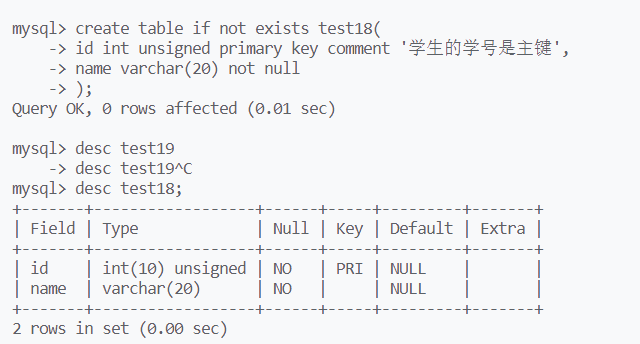 mysql> create table if not exists test18(
    -> id int unsigned primary key comment '学生的学号是主键',
    -> name varchar(20) not null
    -> );
Query OK, 0 rows affected (0.01 sec)

mysql> desc test19
    -> desc test19^C
mysql> desc test18;
+-------+------------------+------+-----+---------+-------+
| Field | Type             | Null | Key | Default | Extra |
+-------+------------------+------+-----+---------+-------+
| id    | int(10) unsigned | NO   | PRI | NULL    |       |
| name  | varchar(20)      | NO   |     | NULL    |       |
+-------+------------------+------+-----+---------+-------+
2 rows in set (0.00 sec)